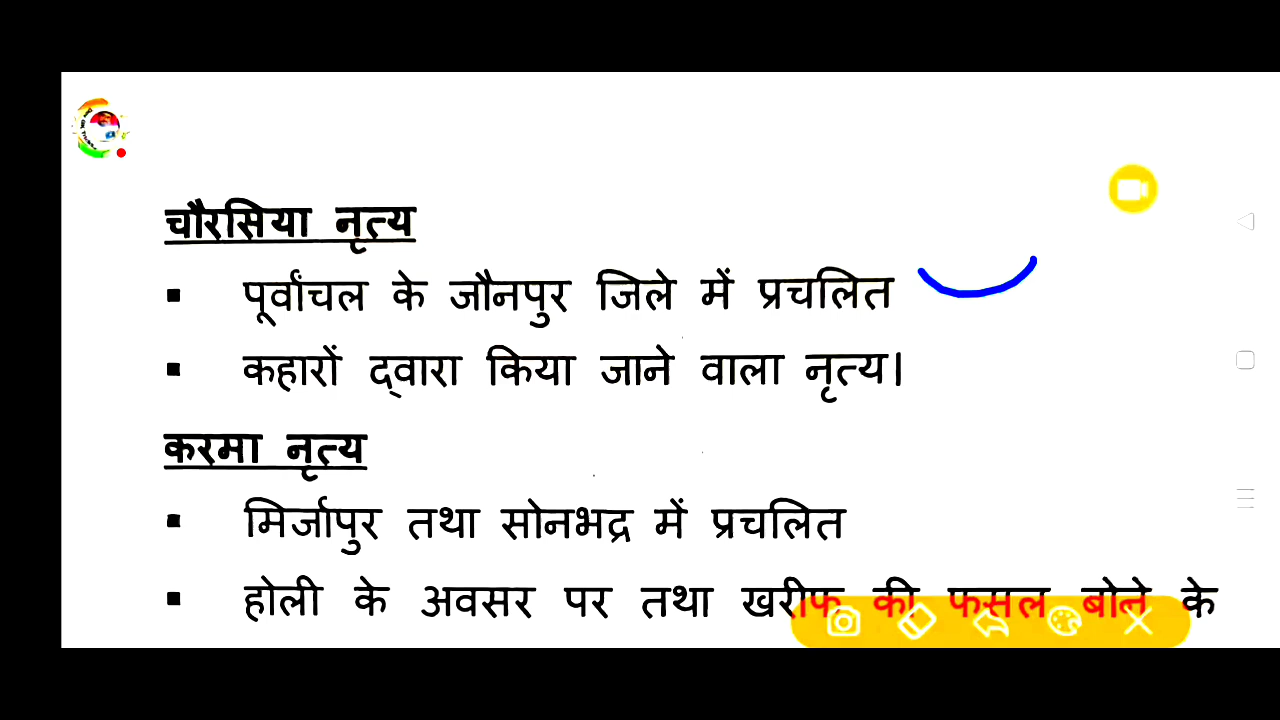 चौरसिया नृत्य
▪ पूर्वांचल के जौनपुर जिले में प्रचलित
▪ कहारों द्वारा किया जाने वाला नृत्य।
करमा नृत्य
▪ मिर्जापुर तथा सोनभद्र में प्रचलित
▪ होली के अवसर पर तथा खरीफ की फसल बोते के